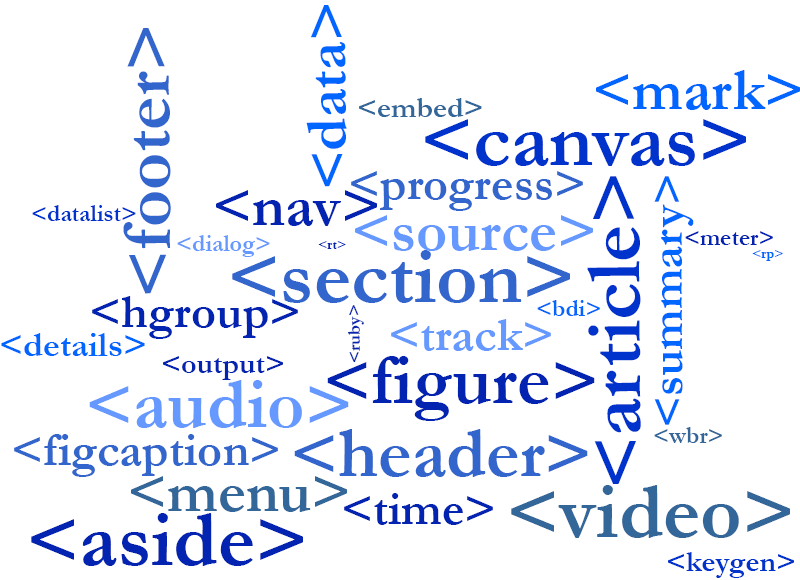 <footer>
<data>
<mark>
<embed>
<canvas>
<progress>
<nav>
<datalist>
<source>
<dialog>
<rt>
<article>
<summary>
<meter>
<rp>
<section>
<hgroup>
<ruby>
<bdi>
<track>
<details>
<output>
<figure>
<audio>
<wbr>
<figcaption>
<header>
<menu>
<time>
<video>
<aside>
<keygen>